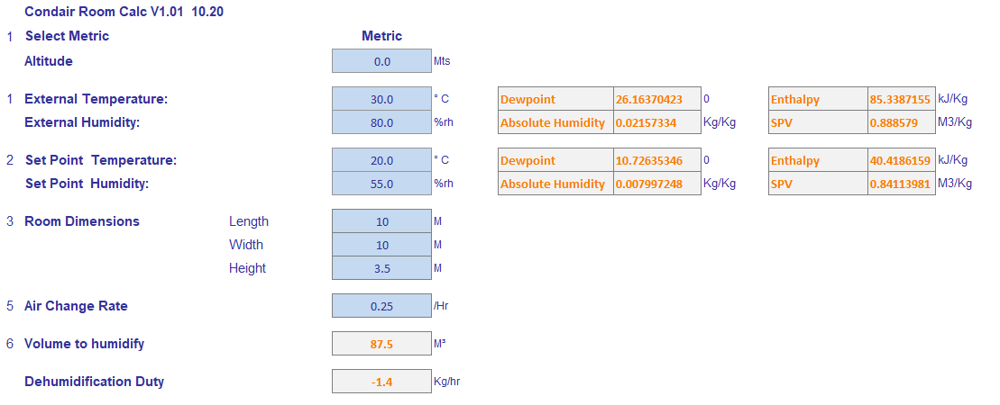 Condair Room Calc V1.01 10.20
1 Select Metric Metric
Altitude 0.0 Mts
1 External Temperature: 30.0 ° C Dewpoint 26.16370423 0 Enthalpy 85.3387155 kJ/Kg
External Humidity: 80.0 %rh Absolute Humidity 0.02157334 Kg/Kg SPV 0.888579 M3/Kg
2 Set Point Temperature: 20.0 ° C Dewpoint 10.72635346 0 Enthalpy 40.4186159 kJ/Kg
Set Point Humidity: 55.0 %rh Absolute Humidity 0.007997248 Kg/Kg SPV 0.84113981 M3/Kg
3 Room Dimensions Length 10 M
Width 10 M
Height 3.5 M
5 Air Change Rate 0.25 /Hr
6 Volume to humidify 87.5 M³
Dehumidification Duty -1.4 Kg/hr